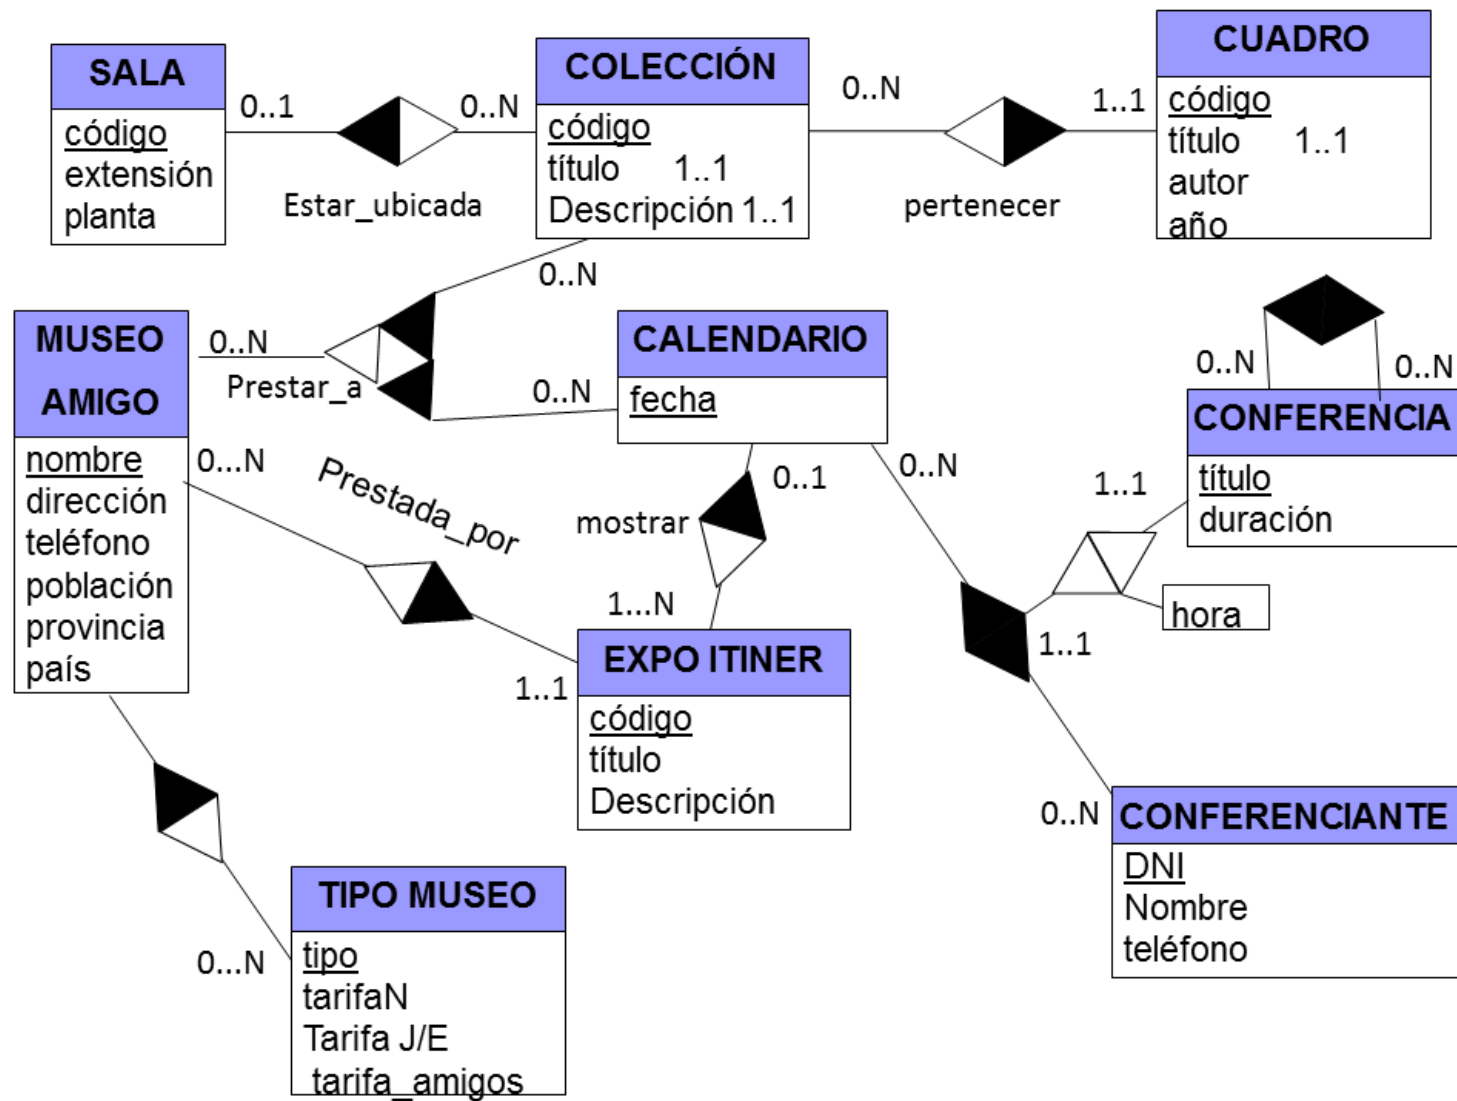 SALA
código
extensión
planta
0..1
0..N
Estar_ubicada
COLECCIÓN
código
título 1..1
Descripción 1..1
0..N
1..1
pertenecer
CUADRO
código
título 1..1
autor
año
0..N
0..N
Prestar_a
0..N
MUSEO
AMIGO
nombre
dirección
teléfono
población
provincia
país
0...N
Prestada_por
1..1
CALENDARIO
fecha
0..1
mostrar
1...N
0..N
EXPO ITINER
código
título
Descripción
0..N
0..N
CONFERENCIA
título
duración
1..1
hora
1..1
0..N
CONFERENCIANTE
DNI
Nombre
teléfono
0...N
TIPO MUSEO
tipo
tarifaN
Tarifa J/E
tarifa_amigos